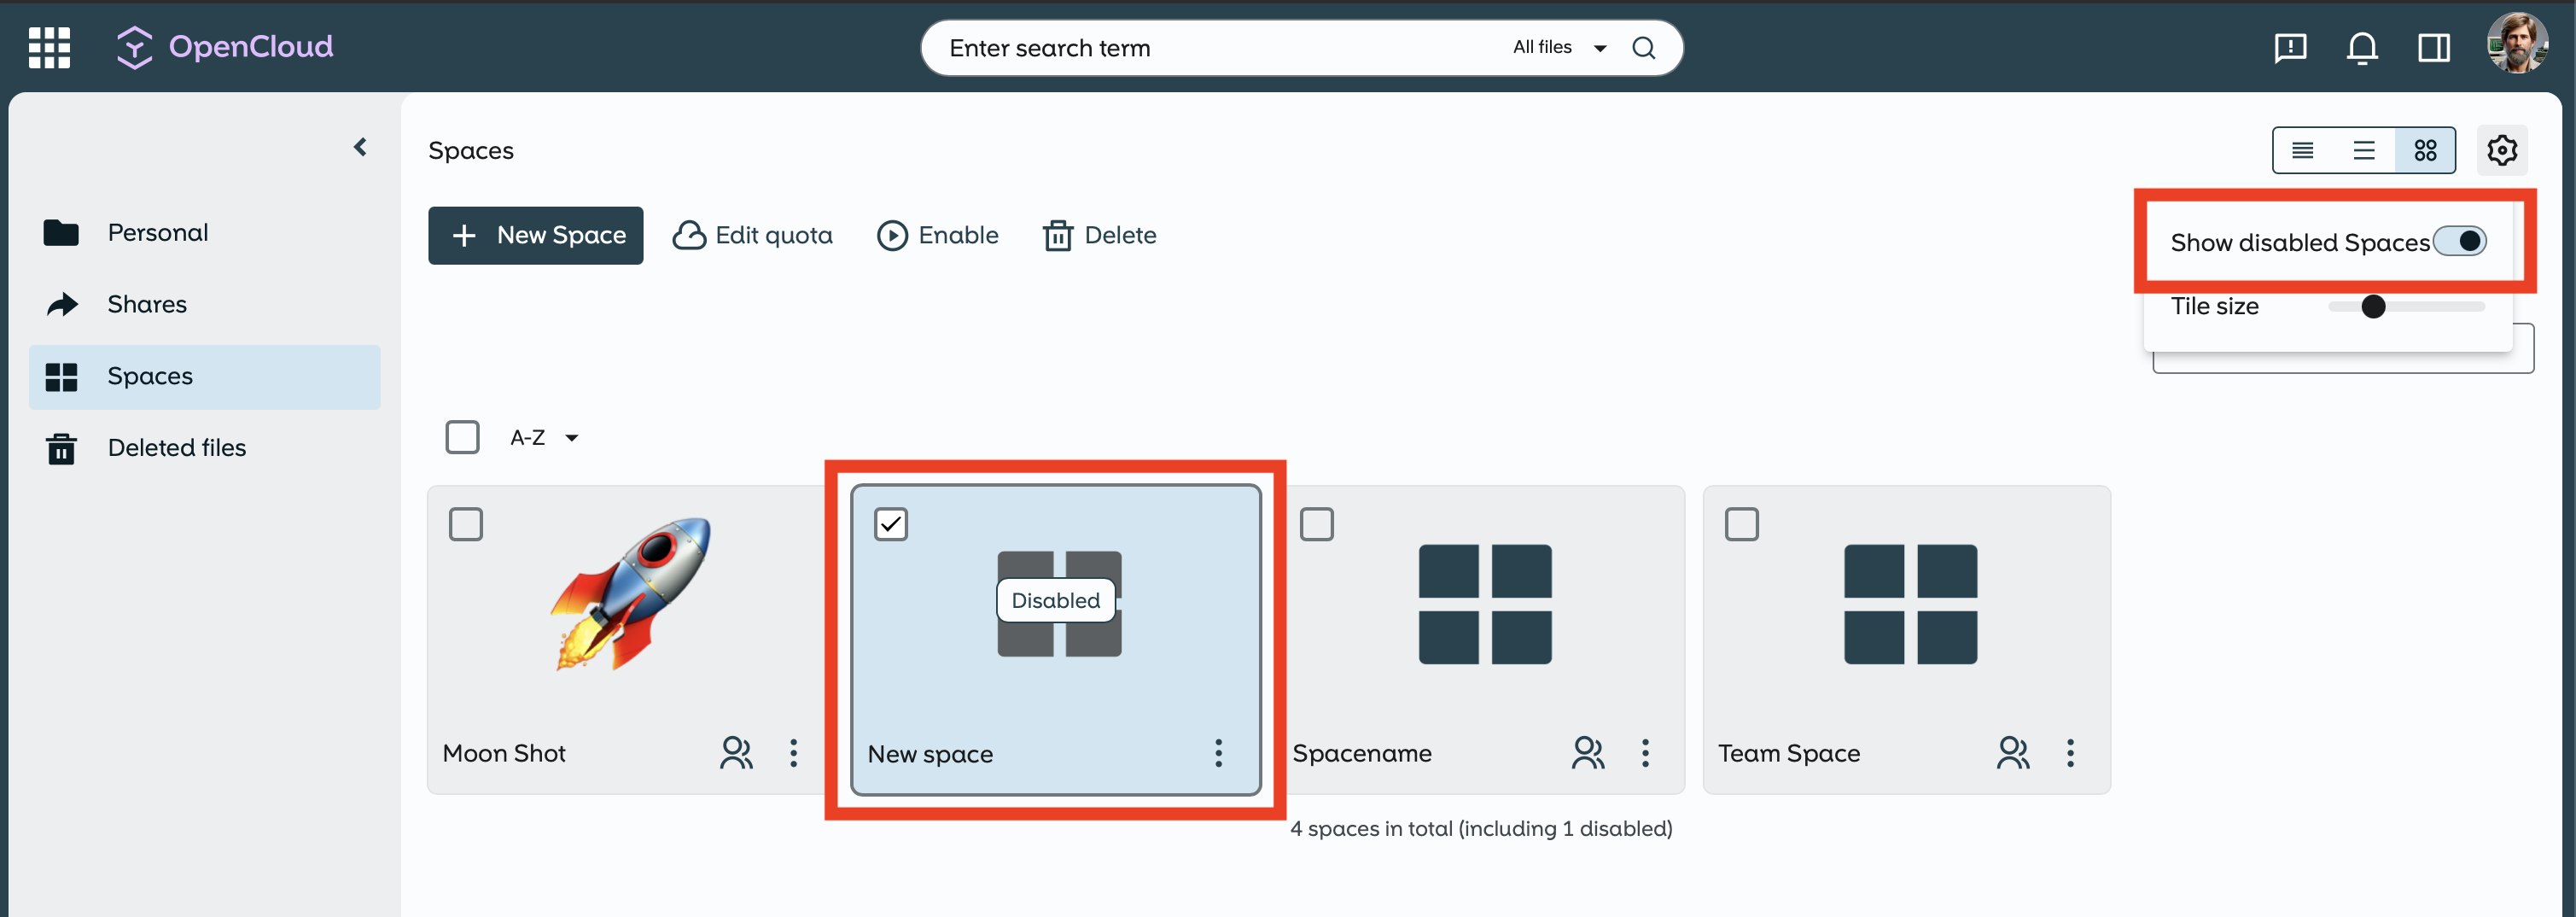 OpenCloud
Enter search term
All files
Spaces
Personal
Shares
Spaces
Deleted files
New Space
Edit quota
Enable
Delete
Show disabled Spaces
Tile size
A-Z
Disabled
Moon Shot
New space
Spacename
Team Space
4 spaces in total (including 1 disabled)